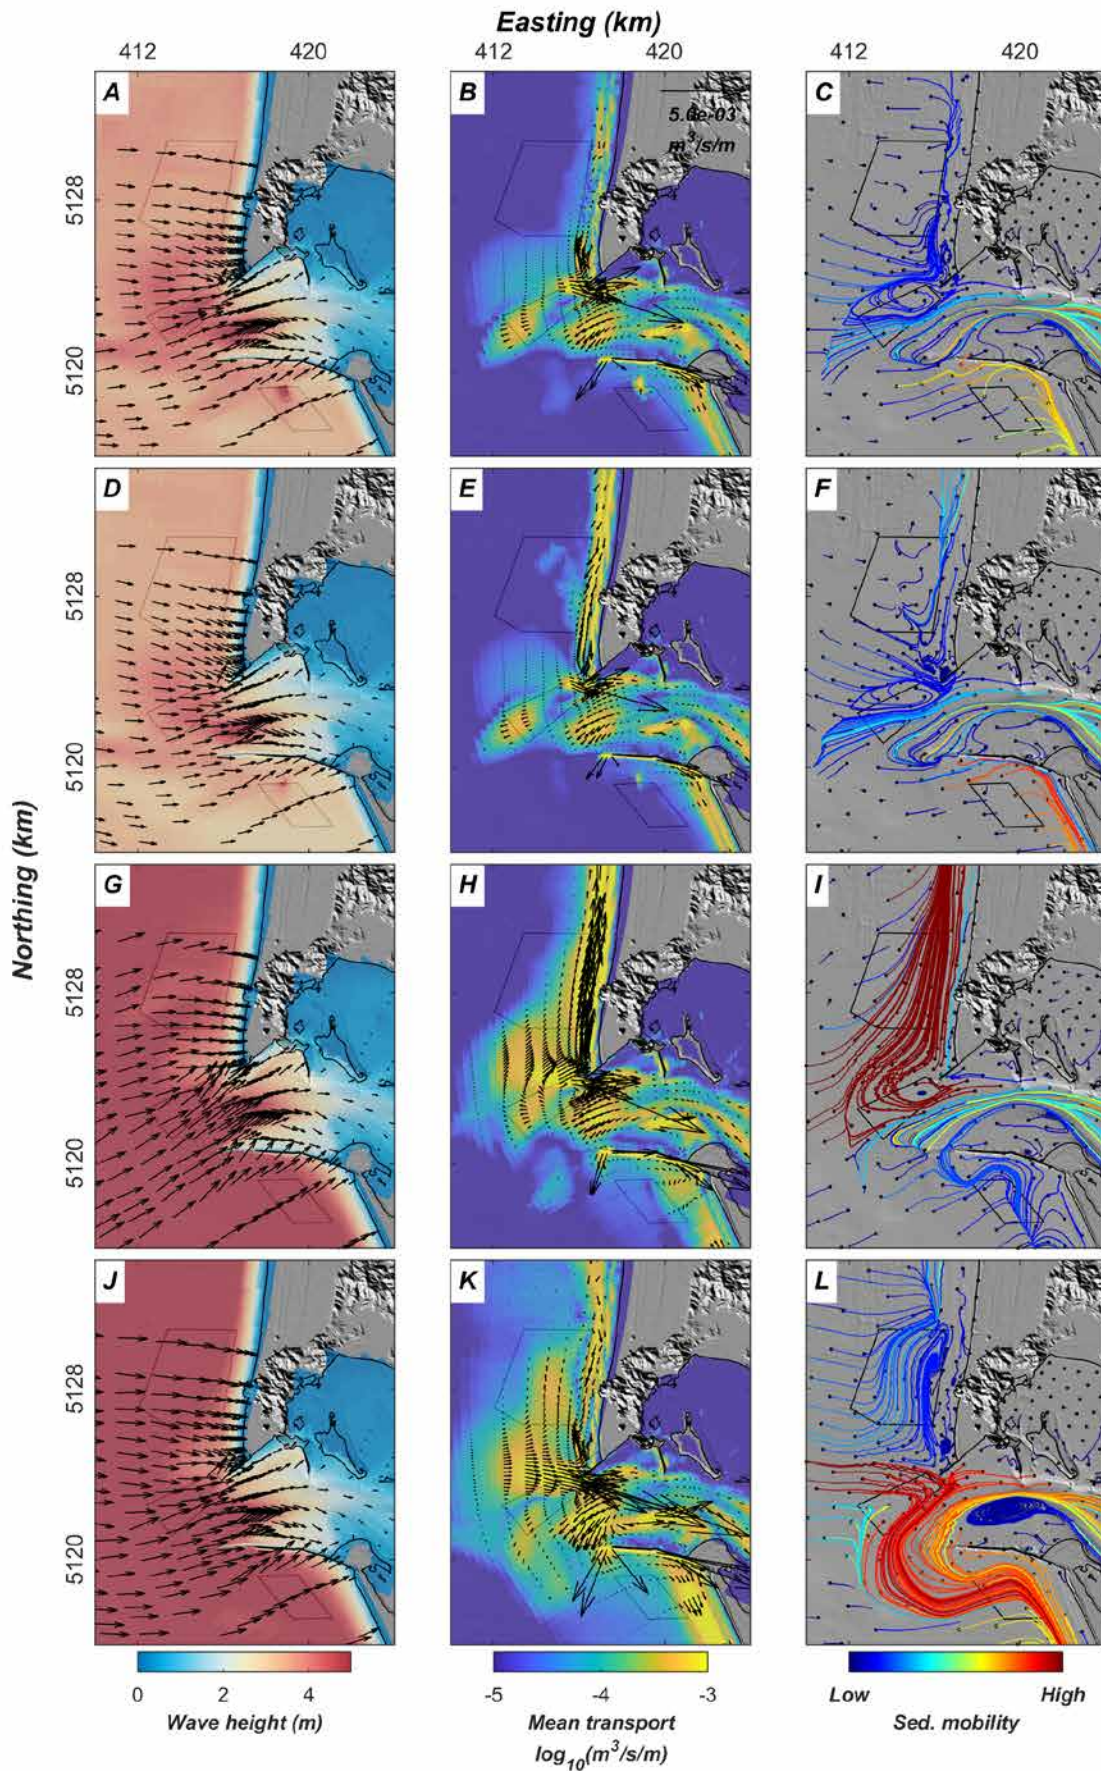 Easting (km)
412 420 412 420 412 420
A B C
5.0e-03
m³/s/m
5128
5120
D E F
5128
5120
Northing (km)
G H I
5128
5120
J K L
5128
5120
0 2 4 -5 -4 -3 Low High
Wave height (m) Mean transport Sed. mobility
log₁₀(m³/s/m)